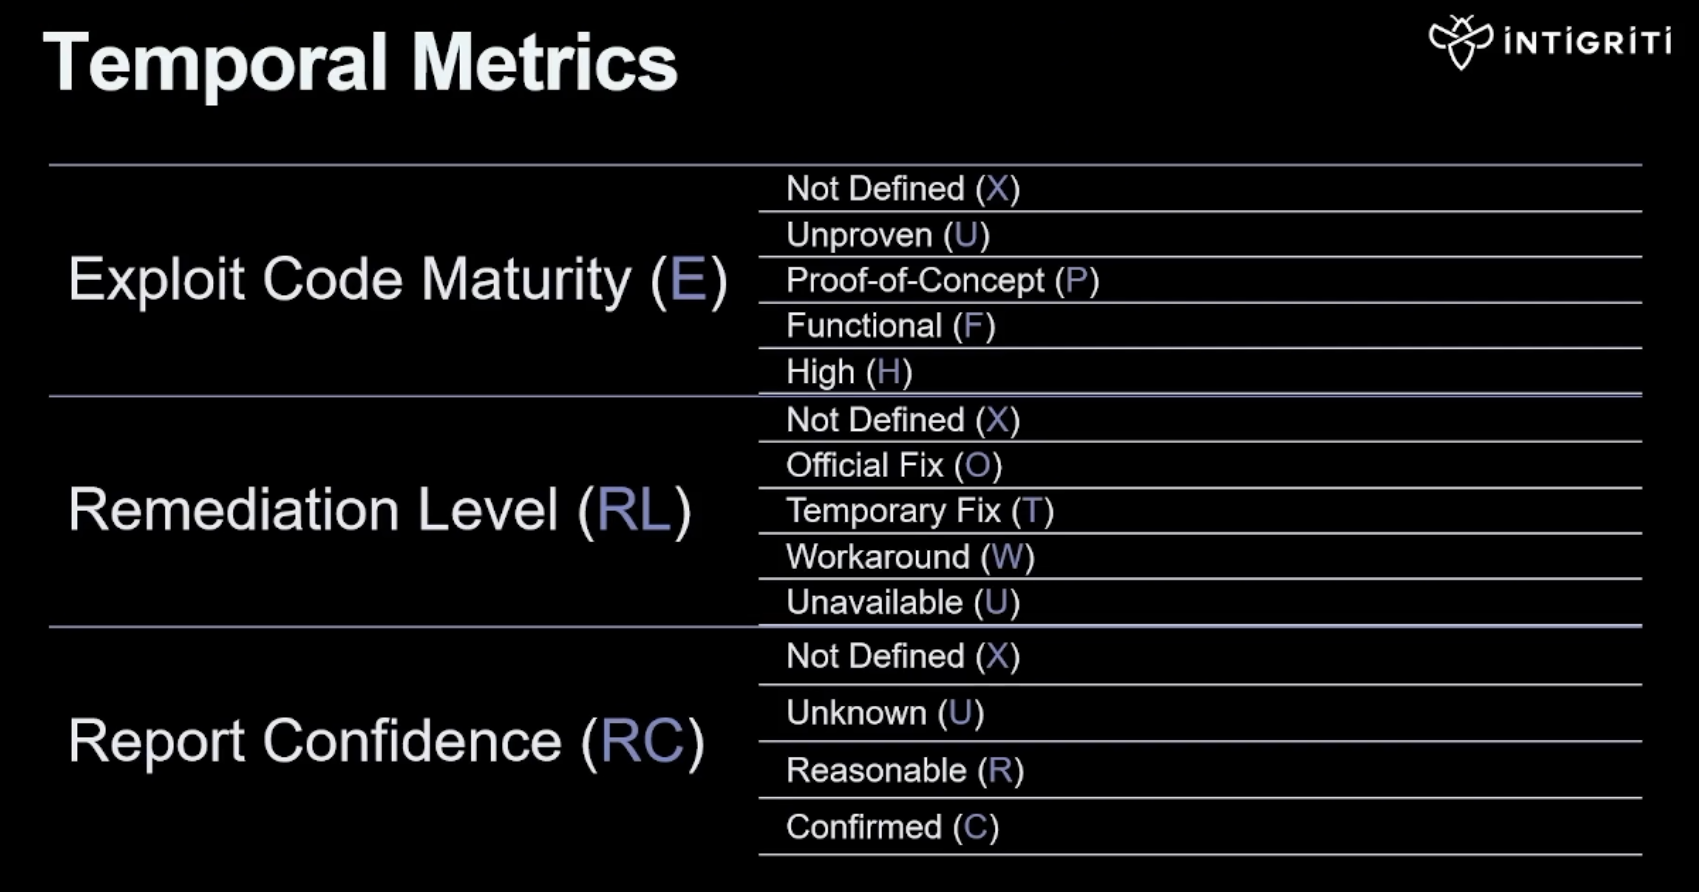 Temporal Metrics
INTIGRITI
Exploit Code Maturity (E)
Not Defined (X)
Unproven (U)
Proof-of-Concept (P)
Functional (F)
High (H)
Remediation Level (RL)
Not Defined (X)
Official Fix (O)
Temporary Fix (T)
Workaround (W)
Unavailable (U)
Report Confidence (RC)
Not Defined (X)
Unknown (U)
Reasonable (R)
Confirmed (C)